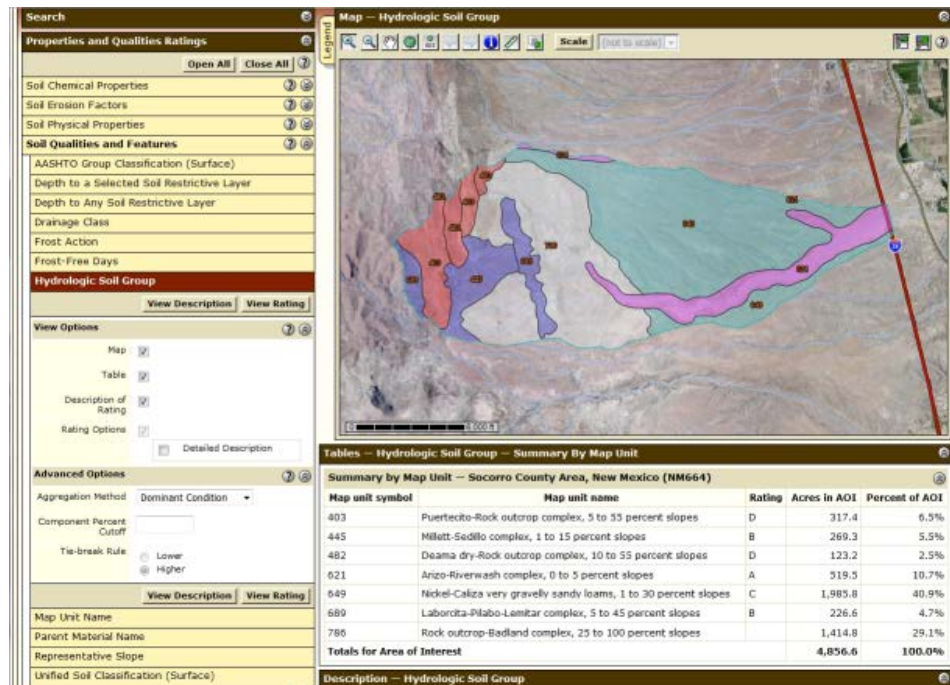 Search
Properties and Qualities Ratings
Open All Close All
Soil Chemical Properties
Soil Erosion Factors
Soil Physical Properties
Soil Qualities and Features
AASHTO Group Classification (Surface)
Depth to a Selected Soil Restrictive Layer
Depth to Any Soil Restrictive Layer
Drainage Class
Frost Action
Frost-Free Days
Hydrologic Soil Group
View Description View Rating
View Options
Map
Table
Description of
Rating
Rating Options
Detailed Description
Advanced Options
Aggregation Method Dominant Condition
Component Percent
Cutoff
Tie-break Rule
Lower
Higher
View Description View Rating
Map Unit Name
Parent Material Name
Representative Slope
Unified Soil Classification (Surface)
Legend
Map — Hydrologic Soil Group
Scale (not to scale)
Tables — Hydrologic Soil Group — Summary By Map Unit
Summary by Map Unit — Socorro County Area, New Mexico (NM664)
Map unit symbol Map unit name Rating Acres in AOI Percent of AOI
403 Puertecito-Rock outcrop complex, 5 to 55 percent slopes D 317.4 6.5%
445 Millett-Sedillo complex, 1 to 15 percent slopes B 269.3 5.5%
482 Deama dry-Rock outcrop complex, 10 to 55 percent slopes D 123.2 2.5%
621 Arizo-Riverwash complex, 0 to 5 percent slopes A 519.5 10.7%
649 Nickel-Caliza very gravelly sandy loams, 1 to 30 percent slopes C 1,985.8 40.9%
689 Laborcita-Pilabo-Lemitar complex, 5 to 45 percent slopes B 226.6 4.7%
786 Rock outcrop-Badland complex, 25 to 100 percent slopes 1,414.8 29.1%
Totals for Area of Interest 4,856.6 100.0%
Description — Hydrologic Soil Group